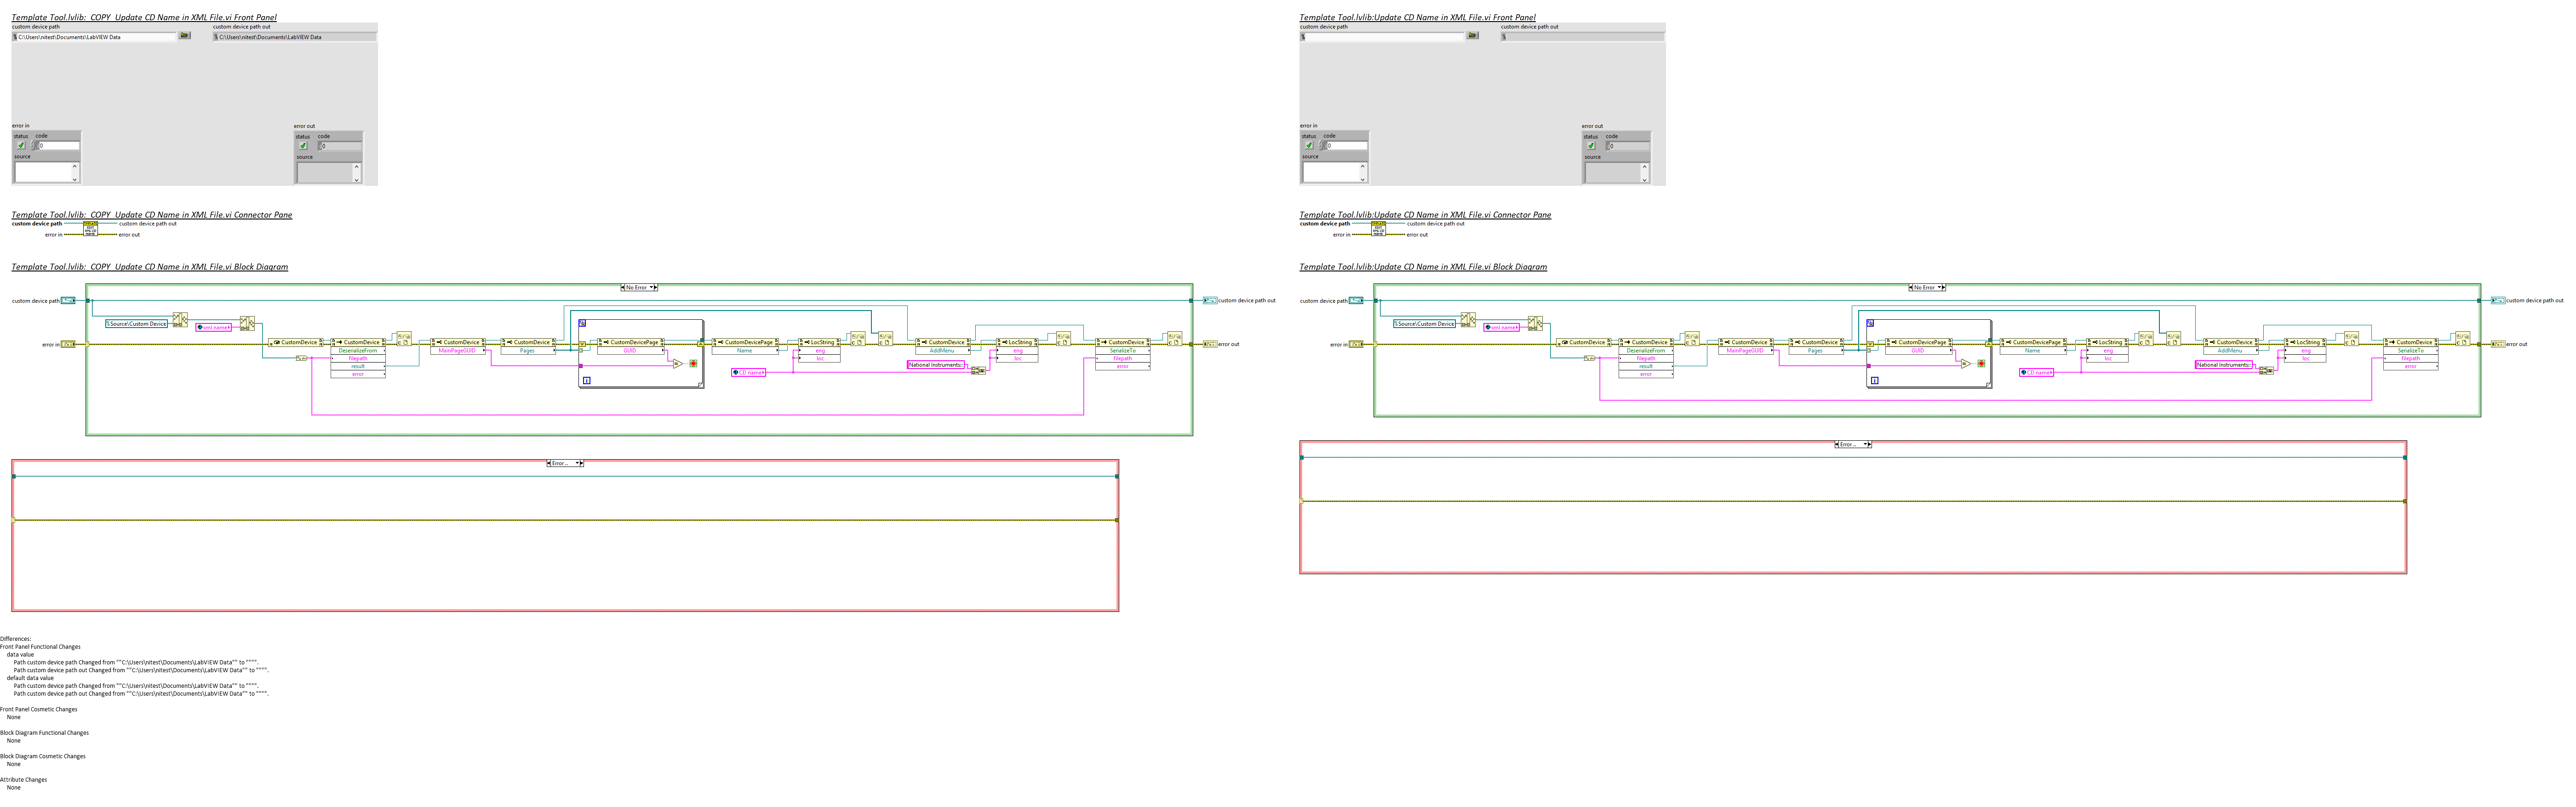 Template Tool.lvlib:_COPY_Update CD Name in XML File.vi Front Panel
custom device path
custom device path out
C:\Users\nitest\Documents\LabVIEW Data
C:\Users\nitest\Documents\LabVIEW Data
error in
error out
status code
0
status code
0
source
source
Template Tool.lvlib:_COPY_Update CD Name in XML File.vi Connector Pane
custom device path
custom device path out
error in
error out
Template Tool.lvlib:_COPY_Update CD Name in XML File.vi Block Diagram
No Error
custom device path
custom device path out
Source\Custom Device
xml name
error in
error out
CustomDevice
CustomDevice
DeserializeFrom
filepath
result
error
CustomDevice
MainPageGUID
CustomDevice
Pages
N
CustomDevicePage
GUID
i
CustomDevicePage
Name
CD name
LocString
eng
loc
CustomDevice
AddMenu
National Instruments::
LocString
eng
loc
CustomDevice
SerializeTo
filepath
error
Error
Differences:
Front Panel Functional Changes
data value
Path custom device path Changed from ""C:\Users\nitest\Documents\LabVIEW Data"" to """".
Path custom device path out Changed from ""C:\Users\nitest\Documents\LabVIEW Data"" to """".
default data value
Path custom device path Changed from ""C:\Users\nitest\Documents\LabVIEW Data"" to """".
Path custom device path out Changed from ""C:\Users\nitest\Documents\LabVIEW Data"" to """".
Front Panel Cosmetic Changes
None
Block Diagram Functional Changes
None
Block Diagram Cosmetic Changes
None
Attribute Changes
None
Template Tool.lvlib:Update CD Name in XML File.vi Front Panel
custom device path
custom device path out
error in
error out
status code
0
status code
0
source
source
Template Tool.lvlib:Update CD Name in XML File.vi Connector Pane
custom device path
custom device path out
error in
error out
Template Tool.lvlib:Update CD Name in XML File.vi Block Diagram
No Error
custom device path
custom device path out
Source\Custom Device
xml name
error in
error out
CustomDevice
CustomDevice
DeserializeFrom
filepath
result
error
CustomDevice
MainPageGUID
CustomDevice
Pages
N
CustomDevicePage
GUID
i
CustomDevicePage
Name
CD name
LocString
eng
loc
CustomDevice
AddMenu
National Instruments::
LocString
eng
loc
CustomDevice
SerializeTo
filepath
error
Error